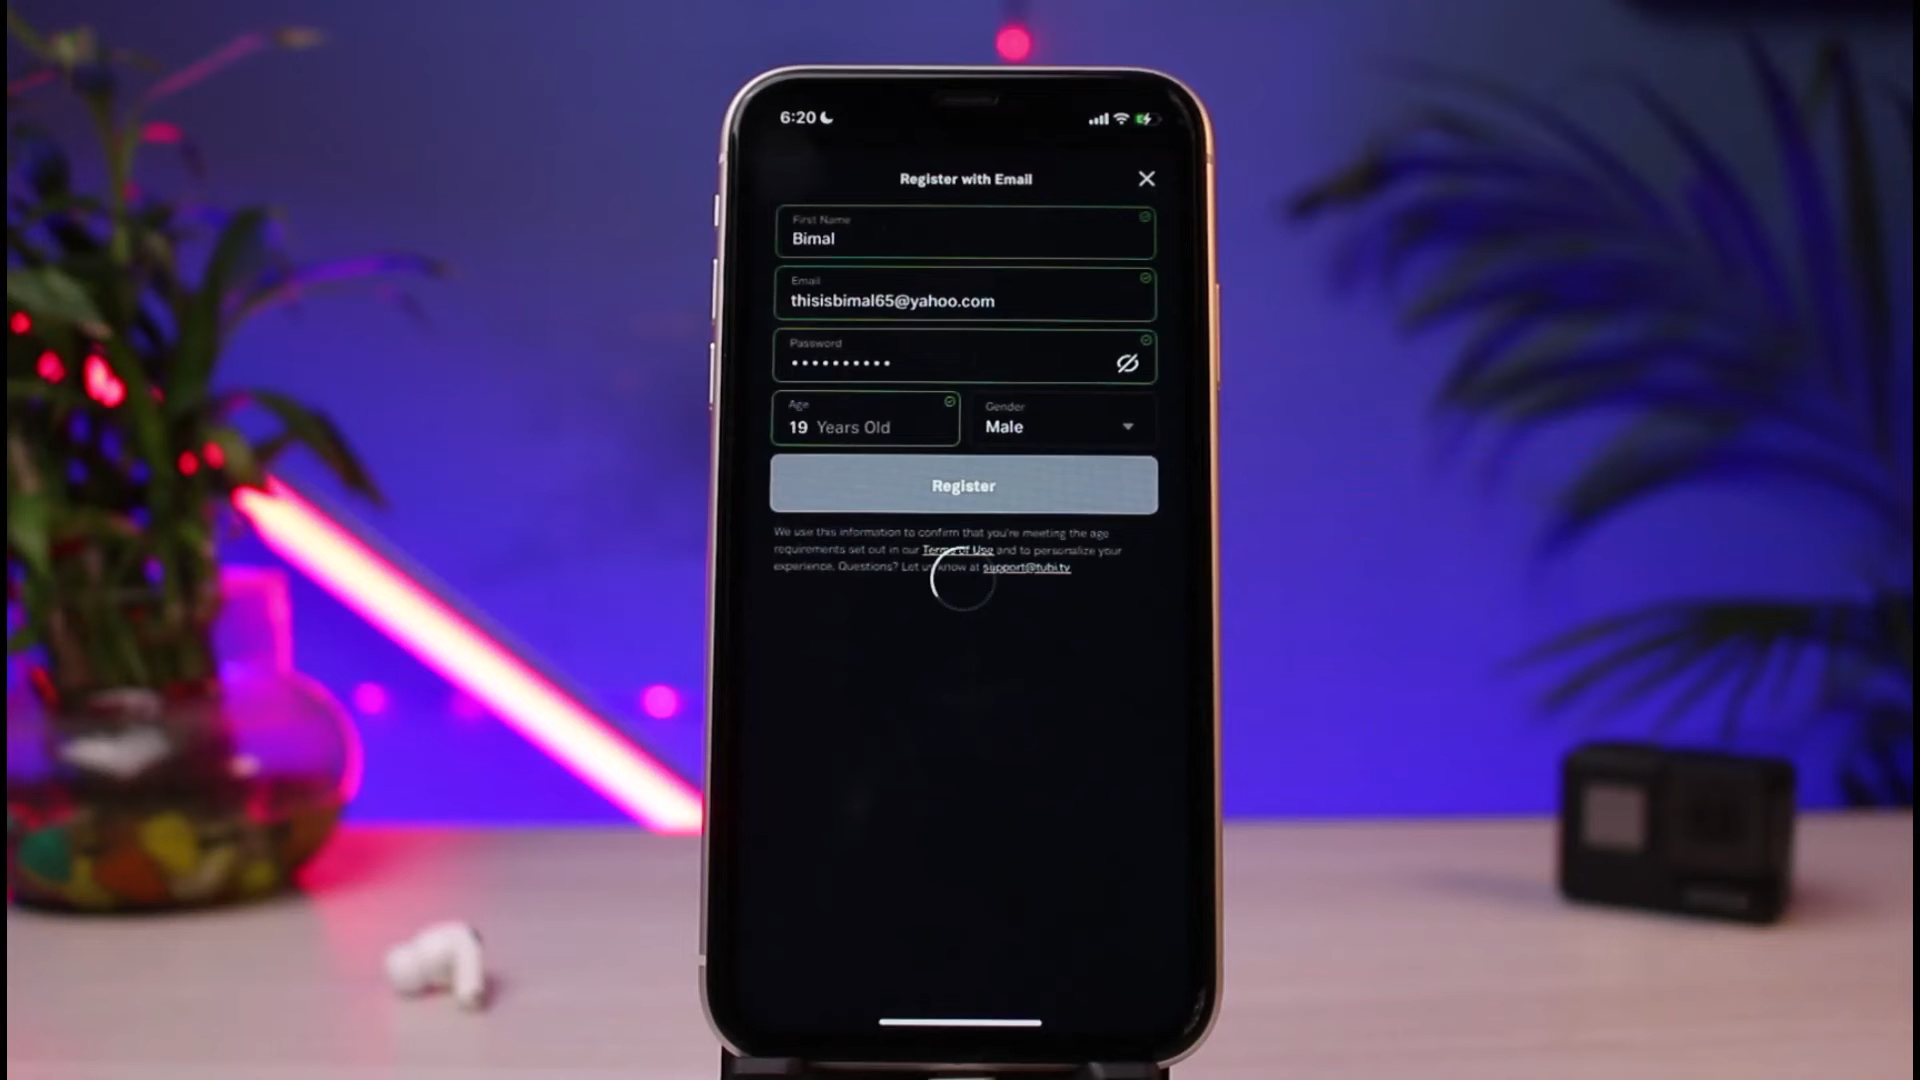 6:20
Register with Email
First Name
Bimal
Email
thisisbimal65@yahoo.com
Password
Age
19 Years Old
Gender
Male
Register
We use this information to confirm that you're meeting the age
requirements set out in our Terms of Use and to personalize your
experience. Questions? Let us know at support@tubi.tv